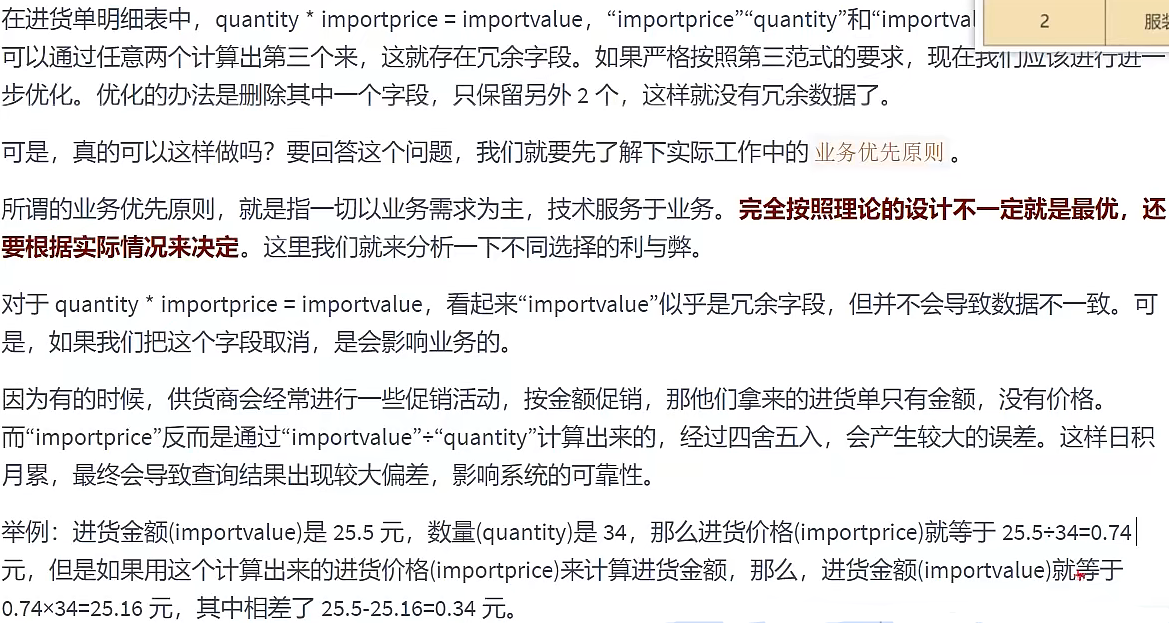 在进货单明细表中，quantity * importprice = importvalue，“importprice”“quantity”和“importval
2
服装
可以通过任意两个计算出第三个来，这就存在冗余字段。如果严格按照第三范式的要求，现在我们应该进行进一
步优化。优化的办法是删除其中一个字段，只保留另外 2 个，这样就没有冗余数据了。
可是，真的可以这样做吗？要回答这个问题，我们就要先了解下实际工作中的 业务优先原则 。
所谓的业务优先原则，就是指一切以业务需求为主，技术服务于业务。完全按照理论的设计不一定就是最优，还
要根据实际情况来决定。这里我们就来分析一下不同选择的利与弊。
对于 quantity * importprice = importvalue，看起来“importvalue”似乎是冗余字段，但并不会导致数据不一致。可
是，如果我们把这个字段取消，是会影响业务的。
因为有的时候，供货商会经常进行一些促销活动，按金额促销，那他们拿来的进货单只有金额，没有价格。
而“importprice”反而是通过“importvalue”÷“quantity”计算出来的，经过四舍五入，会产生较大的误差。这样日积
月累，最终会导致查询结果出现较大偏差，影响系统的可靠性。
举例：进货金额(importvalue)是 25.5 元，数量(quantity)是 34，那么进货价格(importprice)就等于 25.5÷34=0.74
元，但是如果用这个计算出来的进货价格(importprice)来计算进货金额，那么，进货金额(importvalue)就等于
0.74×34=25.16 元，其中相差了 25.5-25.16=0.34 元。